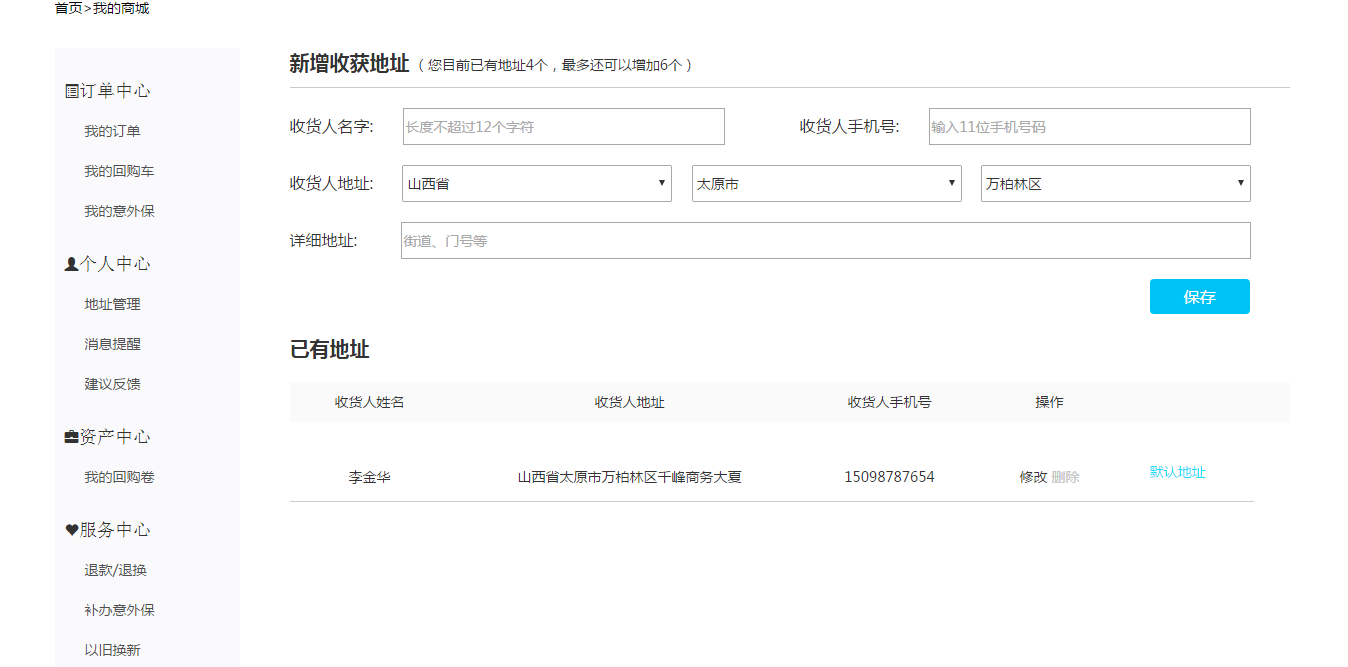 首页>我的商城
订单中心
我的订单
我的回购车
我的意外保
个人中心
地址管理
消息提醒
建议反馈
资产中心
我的回购卷
服务中心
退款/退换
补办意外保
以旧换新
新增收获地址 （您目前已有地址4个，最多还可以增加6个）
收货人名字: 长度不超过12个字符 收货人手机号: 输入11位手机号码
收货人地址: 山西省 太原市 万柏林区
详细地址: 街道、门号等
保存
已有地址
收货人姓名 收货人地址 收货人手机号 操作
李金华 山西省太原市万柏林区千峰商务大夏 15098787654 修改 删除 默认地址